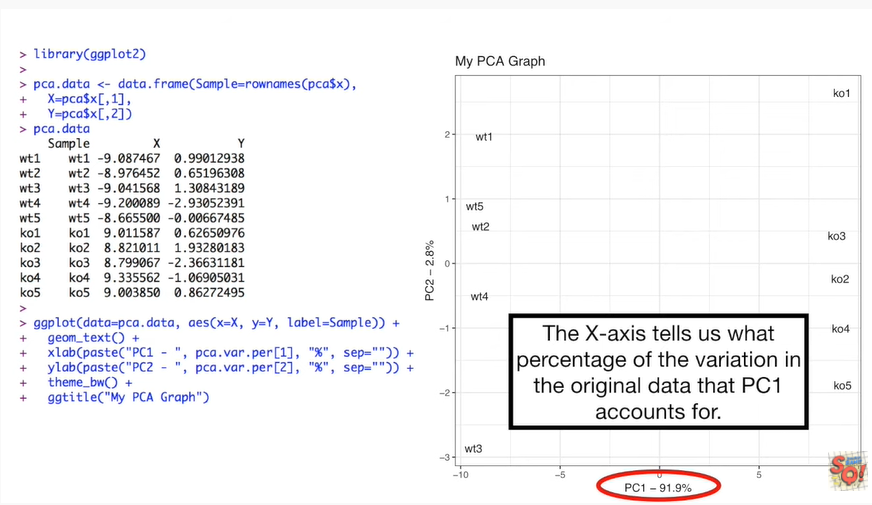 > library(ggplot2)
>
> pca.data <- data.frame(Sample=rownames(pca$x),
+   X=pca$x[,1],
+   Y=pca$x[,2])
> pca.data
Sample X Y
wt1 wt1 -9.087467 0.99012938
wt2 wt2 -8.976452 0.65196308
wt3 wt3 -9.041568 1.30843189
wt4 wt4 -9.200089 -2.93052391
wt5 wt5 -8.665500 -0.00667485
ko1 ko1 9.011587 0.62650976
ko2 ko2 8.821011 1.93280183
ko3 ko3 8.799067 -2.36631181
ko4 ko4 9.335562 -1.06905031
ko5 ko5 9.003850 0.86272495
>
> ggplot(data=pca.data, aes(x=X, y=Y, label=Sample)) +
+   geom_text() +
+   xlab(paste("PC1 - ", pca.var.per[1], "%", sep="")) +
+   ylab(paste("PC2 - ", pca.var.per[2], "%", sep="")) +
+   theme_bw() +
+   ggtitle("My PCA Graph")
My PCA Graph
ko1
2
wt1
1
wt5
wt2
ko3
0
ko2
PC2 – 2.8%
wt4
−1
ko4
−2
ko5
wt3
−3
The X-axis tells us what
percentage of the variation in
the original data that PC1
accounts for.
−10 −5 0 5
PC1 – 91.9%
SQ!